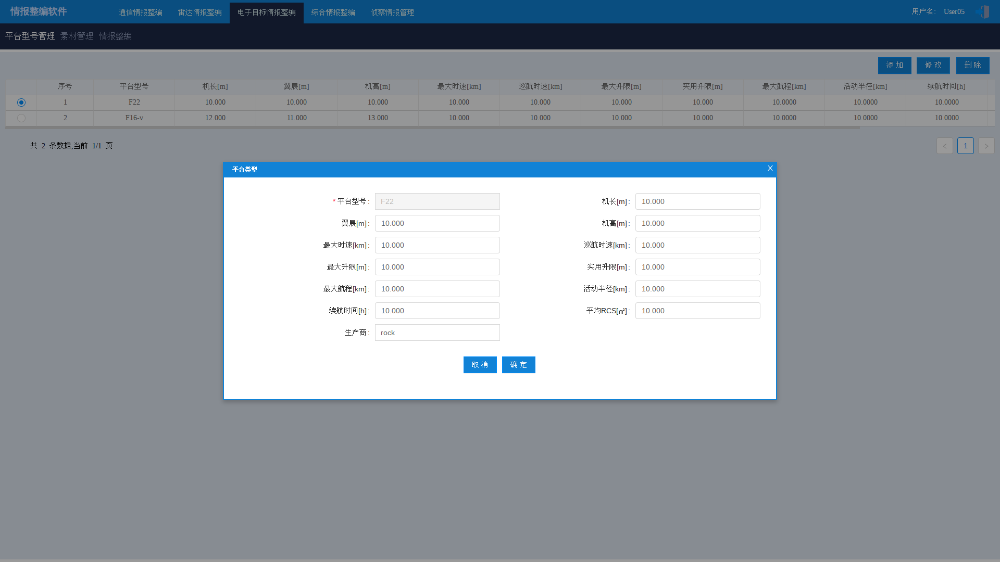 情报整编软件 通信情报整编 雷达情报整编 电子目标情报整编 综合情报整编 侦察情报管理 用户名: User05
平台型号管理 素材管理 情报整编
添 加 修 改 删 除
序号 平台型号 机长[m] 翼展[m] 机高[m] 最大时速[km] 巡航时速[km] 最大升限[m] 实用升限[m] 最大航程[km] 活动半径[km] 续航时间[h]
1 F22 10.000 10.000 10.000 10.000 10.000 10.000 10.000 10.0000 10.0000 10.0000
2 F16-v 12.000 11.000 13.000 10.000 10.000 10.000 10.000 10.0000 10.0000 10.0000
共 2 条数据,当前 1/1 页 < 1 >
平台类型 X
* 平台型号: F22 机长[m]: 10.000
翼展[m]: 10.000 机高[m]: 10.000
最大时速[km]: 10.000 巡航时速[km]: 10.000
最大升限[m]: 10.000 实用升限[m]: 10.000
最大航程[km]: 10.000 活动半径[km]: 10.000
续航时间[h]: 10.000 平均RCS[㎡]: 10.000
生产商: rock
取 消 确 定